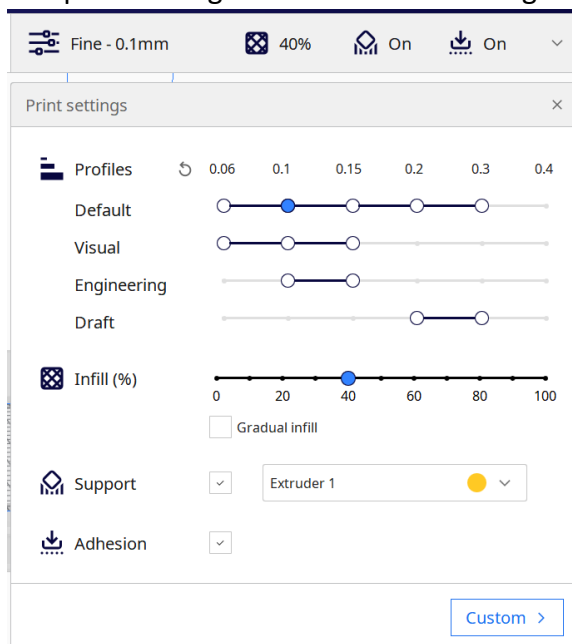 Fine - 0.1mm 40% On On
Print settings
Profiles 0.06 0.1 0.15 0.2 0.3 0.4
Default
Visual
Engineering
Draft
Infill (%)
0 20 40 60 80 100
Gradual infill
Support Extruder 1
Adhesion
Custom